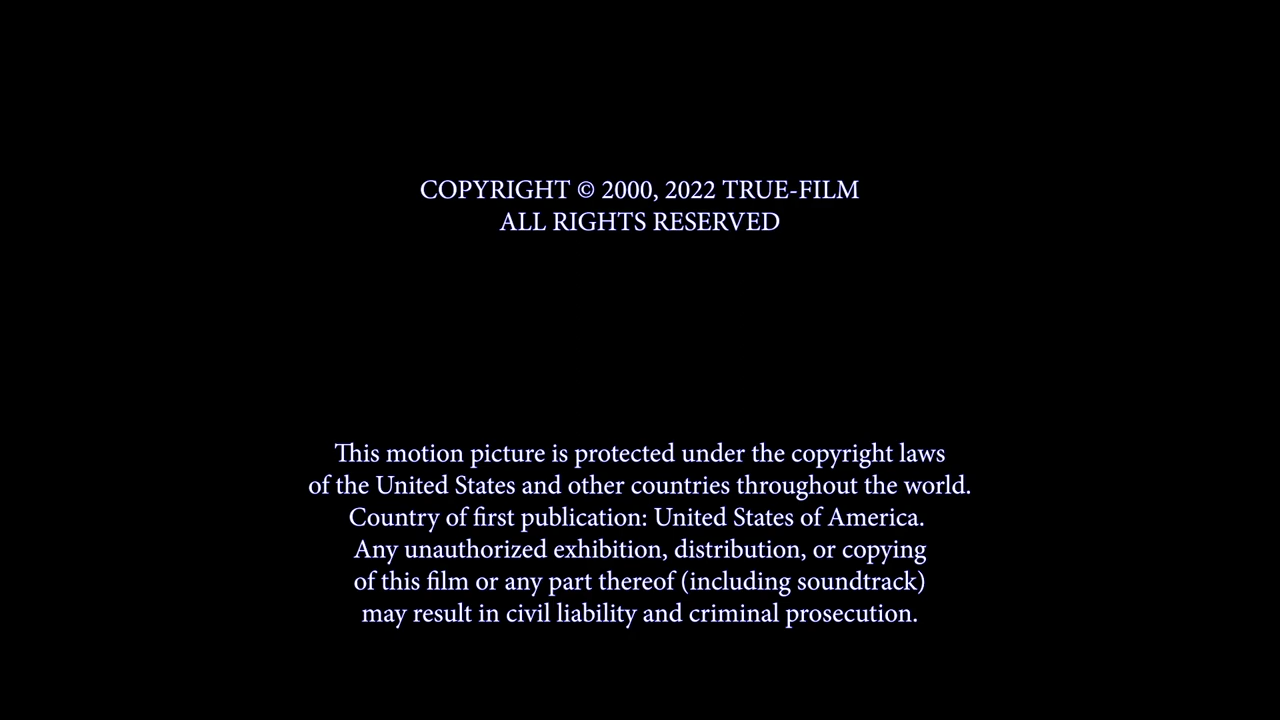 COPYRIGHT © 2000, 2022 TRUE-FILM
ALL RIGHTS RESERVED
This motion picture is protected under the copyright laws
of the United States and other countries throughout the world.
Country of first publication: United States of America.
Any unauthorized exhibition, distribution, or copying
of this film or any part thereof (including soundtrack)
may result in civil liability and criminal prosecution.